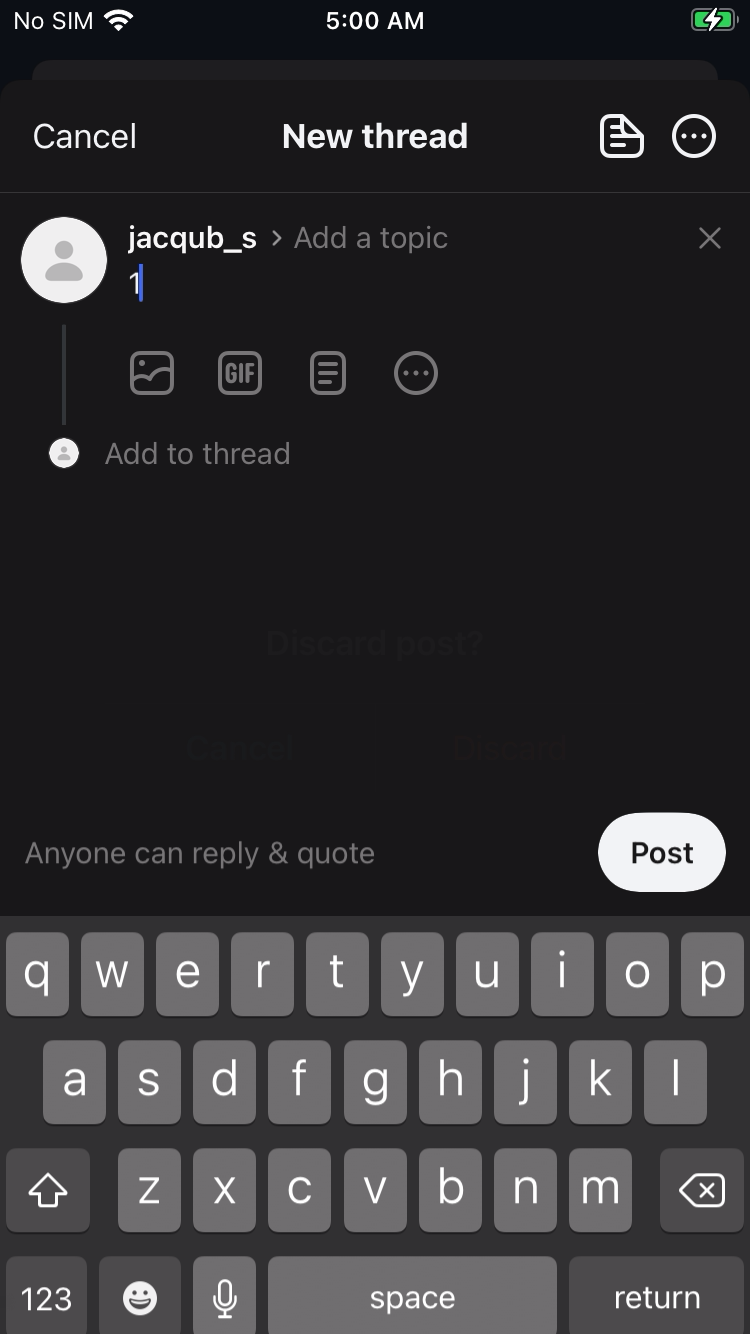 No SIM 5:00 AM
Cancel New thread
jacqub_s > Add a topic
1
GIF
Add to thread
Discard post?
Cancel Discard
Anyone can reply & quote Post
q w e r t y u i o p
a s d f g h j k l
z x c v b n m
123 space return